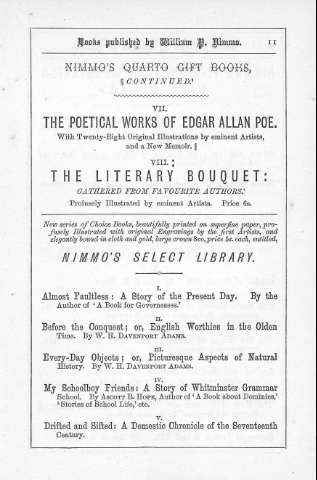 Books published by William P. Nimmo. 11
NIMMO'S QUARTO GIFT BOOKS,
CONTINUED.
VII.
THE POETICAL WORKS OF EDGAR ALLAN POE.
With Twenty-Eight Original Illustrations by eminent Artists,
and a New Memoir.
VIII.
THE LITERARY BOUQUET:
GATHERED FROM FAVOURITE AUTHORS.
Profusely Illustrated by eminent Artists. Price 6s.
New series of Choice Books, beautifully printed on superfine paper, pro-
fusely Illustrated with original Engravings by the first Artists, and
elegantly bound in cloth and gold, large crown 8vo, price 5s. each, entitled,
NIMMO'S SELECT LIBRARY.
I.
Almost Faultless: A Story of the Present Day. By the
Author of 'A Book for Governesses.'
II.
Before the Conquest; or, English Worthies in the Olden
Time. By W. H. DAVENPORT ADAMS.
III.
Every-Day Objects; or, Picturesque Aspects of Natural
History. By W. H. DAVENPORT ADAMS.
IV.
My Schoolboy Friends: A Story of Whitminster Grammar
School. By ASCOTT R. HOPE, Author of 'A Book about Dominies,'
'Stories of School Life,' etc.
V.
Drifted and Sifted: A Domestic Chronicle of the Seventeenth
Century.